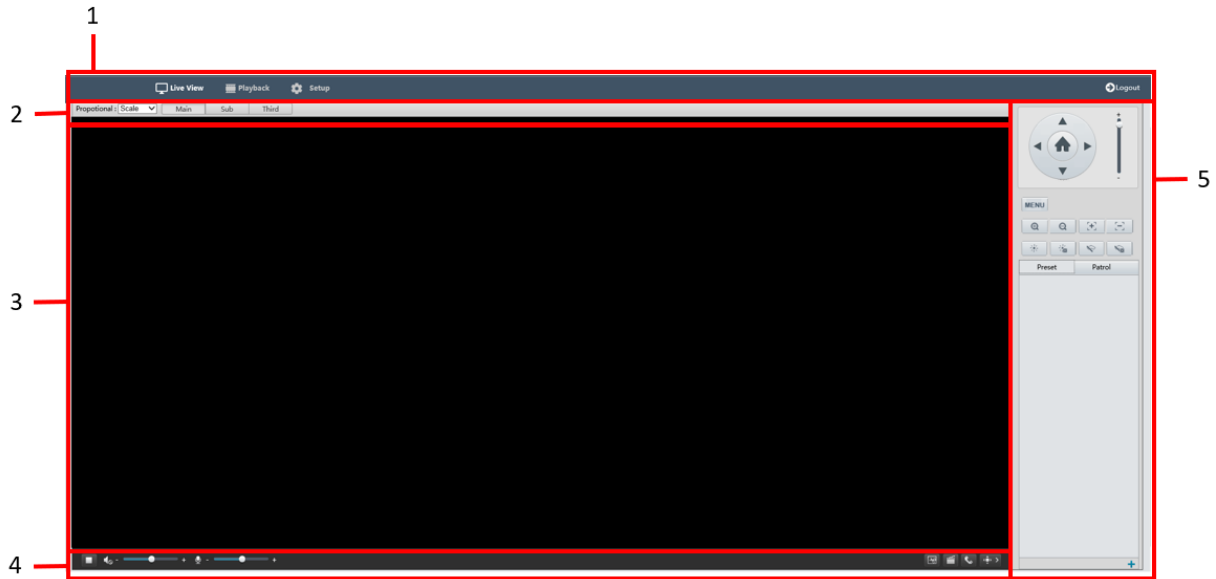 1
Live View Playback Setup Logout
2
Propotional : Scale Main Sub Third
5
MENU
Preset Patrol
3
4